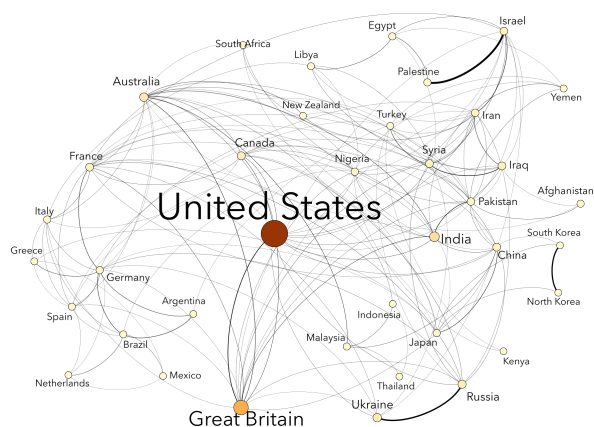 Israel
Egypt
South Africa
Libya
Palestine
Australia
Yemen
New Zealand
Turkey
Iran
Canada
Syria
France
Nigeria
Iraq
Afghanistan
Pakistan
United States
Italy
South Korea
India
China
Greece
Germany
North Korea
Argentina
Indonesia
Spain
Malaysia
Japan
Brazil
Kenya
Netherlands
Mexico
Thailand
Russia
Ukraine
Great Britain